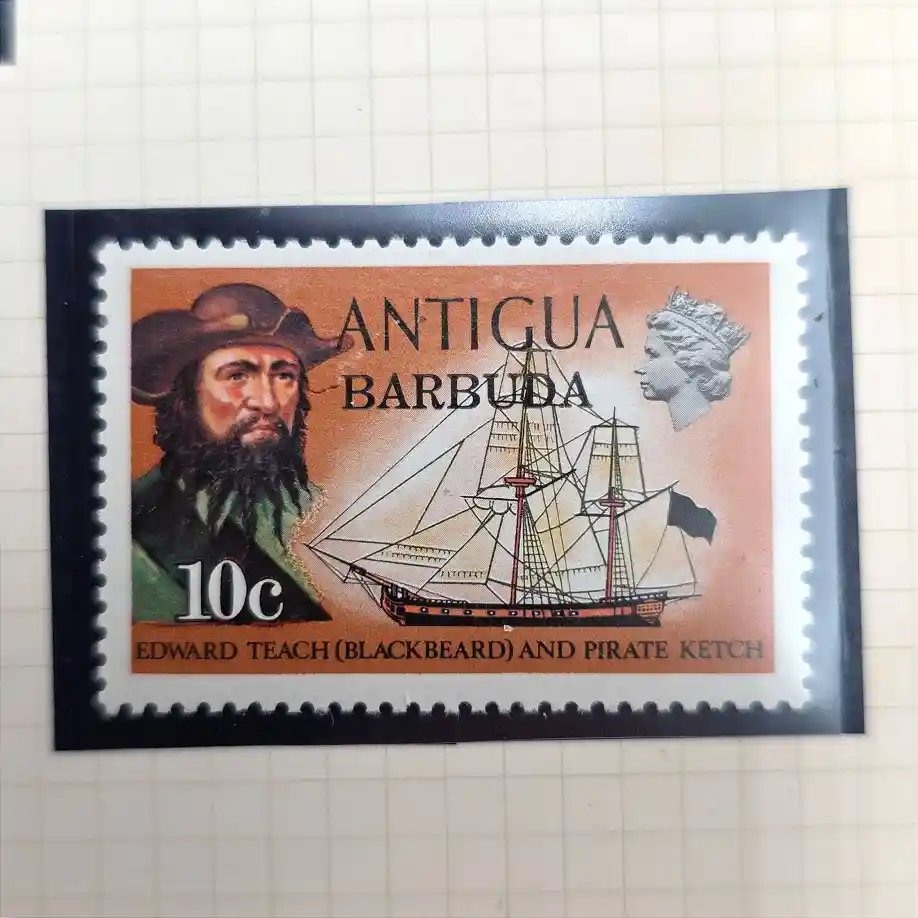 ANTIGUA
BARBUDA
10c
EDWARD TEACH (BLACKBEARD) AND PIRATE KETCH